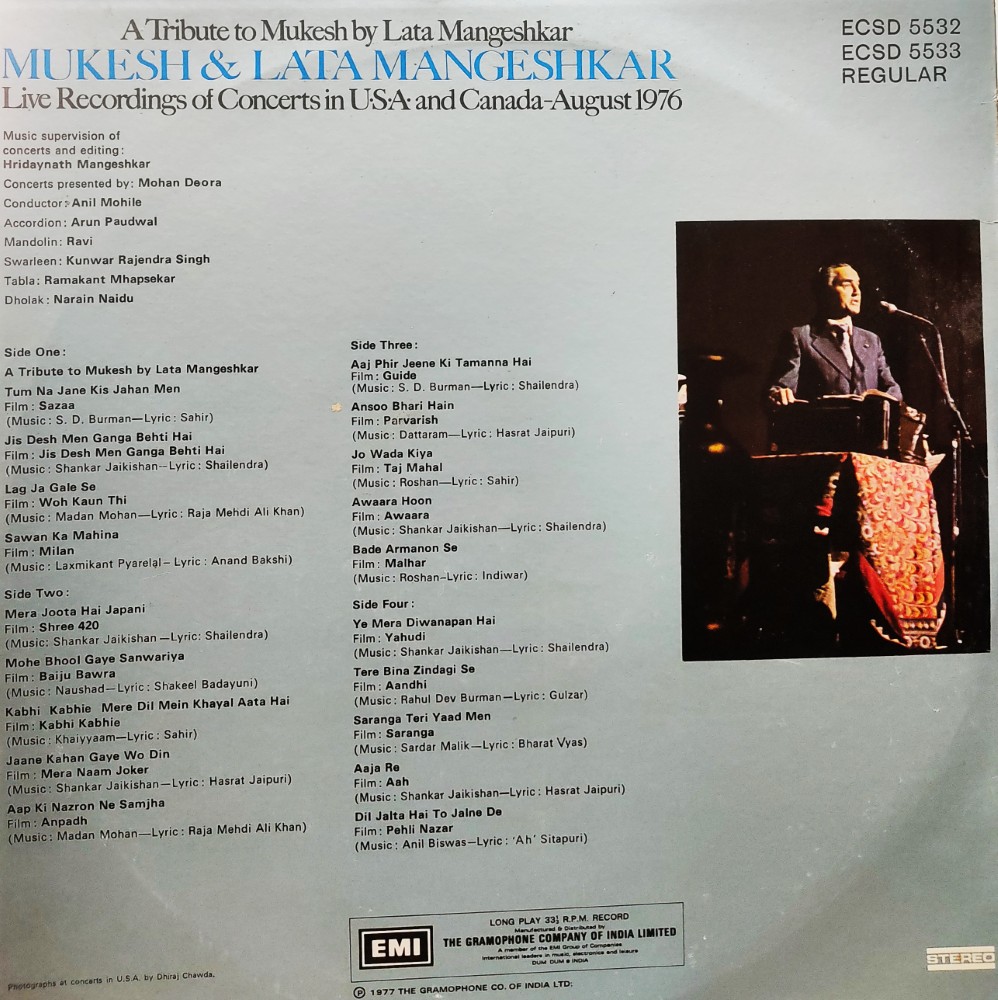 A Tribute to Mukesh by Lata Mangeshkar
MUKESH & LATA MANGESHKAR
Live Recordings of Concerts in U·S·A· and Canada-August 1976
ECSD 5532
ECSD 5533
REGULAR
Music supervision of
concerts and editing:
Hridaynath Mangeshkar
Concerts presented by: Mohan Deora
Conductor: Anil Mohile
Accordion: Arun Paudwal
Mandolin: Ravi
Swarleen: Kunwar Rajendra Singh
Tabla: Ramakant Mhapsekar
Dholak: Narain Naidu
Side One:
A Tribute to Mukesh by Lata Mangeshkar
Tum Na Jane Kis Jahan Men
Film: Sazaa
(Music: S. D. Burman—Lyric: Sahir)
Jis Desh Men Ganga Behti Hai
Film: Jis Desh Men Ganga Behti Hai
(Music: Shankar Jaikishan—Lyric: Shailendra)
Lag Ja Gale Se
Film: Woh Kaun Thi
(Music: Madan Mohan—Lyric: Raja Mehdi Ali Khan)
Sawan Ka Mahina
Film: Milan
(Music: Laxmikant Pyarelal—Lyric: Anand Bakshi)
Side Two:
Mera Joota Hai Japani
Film: Shree 420
(Music: Shankar Jaikishan—Lyric: Shailendra)
Mohe Bhool Gaye Sanwariya
Film: Baiju Bawra
(Music: Naushad—Lyric: Shakeel Badayuni)
Kabhi Kabhie Mere Dil Mein Khayal Aata Hai
Film: Kabhi Kabhie
(Music: Khaiyyaam—Lyric: Sahir)
Jaane Kahan Gaye Wo Din
Film: Mera Naam Joker
(Music: Shankar Jaikishan—Lyric: Hasrat Jaipuri)
Aap Ki Nazron Ne Samjha
Film: Anpadh
(Music: Madan Mohan—Lyric: Raja Mehdi Ali Khan)
Side Three:
Aaj Phir Jeene Ki Tamanna Hai
Film: Guide
(Music: S. D. Burman—Lyric: Shailendra)
Ansoo Bhari Hain
Film: Parvarish
(Music: Dattaram—Lyric: Hasrat Jaipuri)
Jo Wada Kiya
Film: Taj Mahal
(Music: Roshan—Lyric: Sahir)
Awaara Hoon
Film: Awaara
(Music: Shankar Jaikishan—Lyric: Shailendra)
Bade Armanon Se
Film: Malhar
(Music: Roshan-Lyric: Indiwar)
Side Four:
Ye Mera Diwanapan Hai
Film: Yahudi
(Music: Shankar Jaikishan—Lyric: Shailendra)
Tere Bina Zindagi Se
Film: Aandhi
(Music: Rahul Dev Burman—Lyric: Gulzar)
Saranga Teri Yaad Men
Film: Saranga
(Music: Sardar Malik—Lyric: Bharat Vyas)
Aaja Re
Film: Aah
(Music: Shankar Jaikishan—Lyric: Hasrat Jaipuri)
Dil Jalta Hai To Jalne De
Film: Pehli Nazar
(Music: Anil Biswas—Lyric: 'Ah' Sitapuri)
EMI
LONG PLAY 33⅓ R.P.M. RECORD
Manufactured & Distributed by
THE GRAMOPHONE COMPANY OF INDIA LIMITED
A member of the EMI Group of Companies
International leaders in music, electronics and leisure
DUM DUM INDIA
Ⓟ 1977 THE GRAMOPHONE CO. OF INDIA LTD:
Photographs at concerts in U.S.A. by Dhiraj Chawda.
STEREO